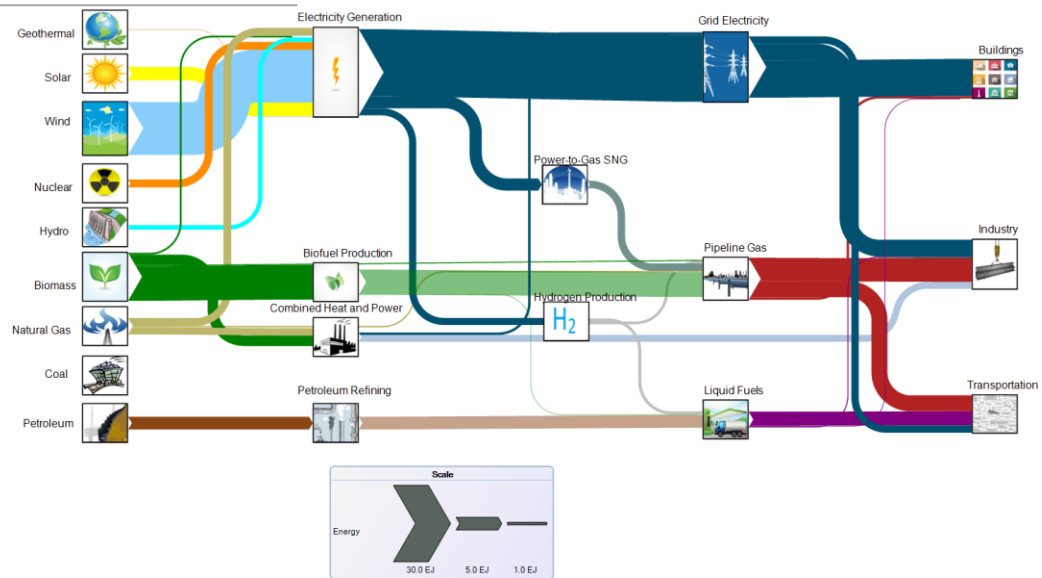 Electricity Generation
Grid Electricity
Geothermal
Buildings
Solar
Wind
Power-to-Gas SNG
Nuclear
Hydro
Industry
Biofuel Production
Pipeline Gas
Biomass
Hydrogen Production
H2
Combined Heat and Power
Natural Gas
Coal
Petroleum Refining
Liquid Fuels
Transportation
Petroleum
Scale
Energy
30.0 EJ
5.0 EJ
1.0 EJ